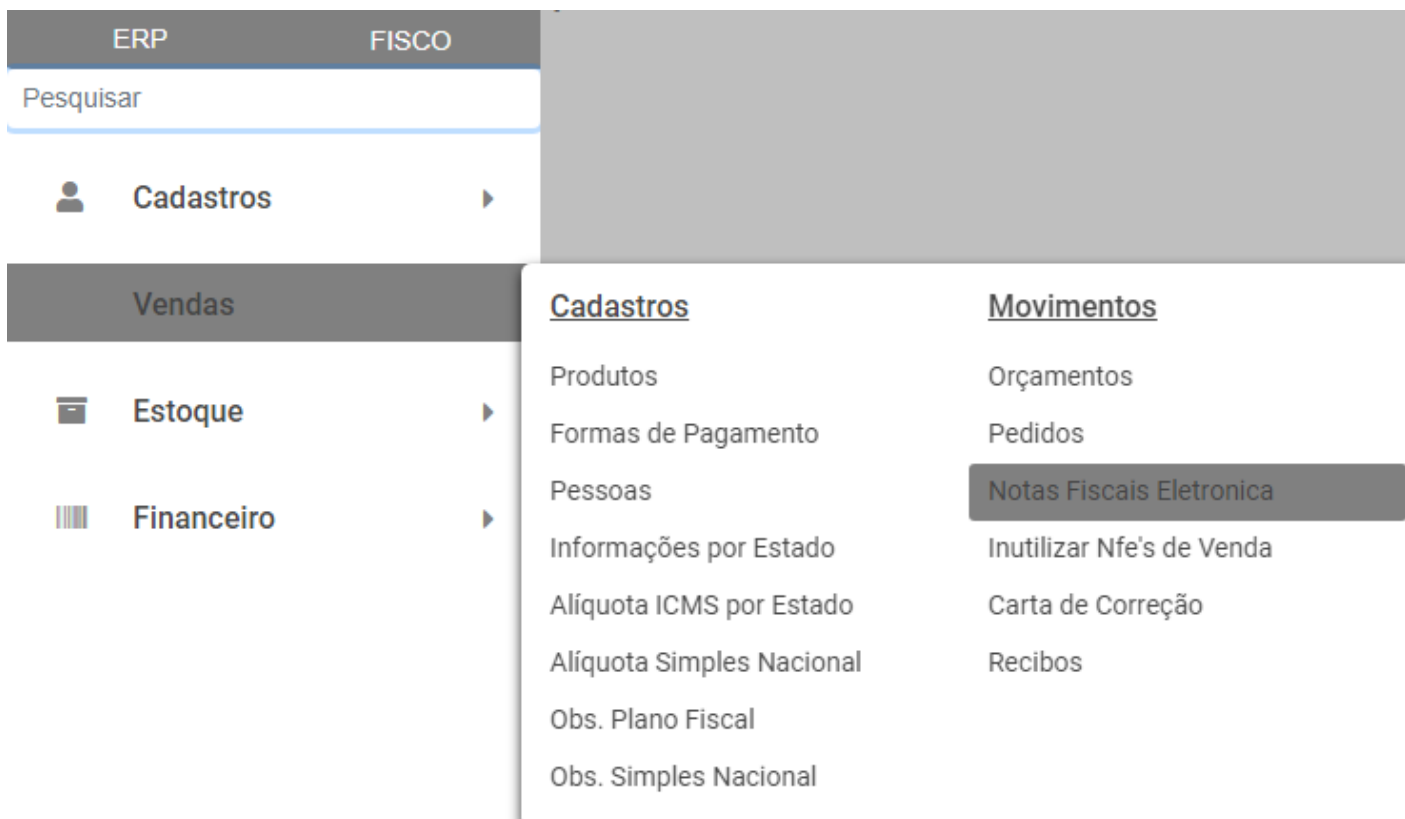 ERP FISCO
Pesquisar
Cadastros
Vendas
Estoque
Financeiro
Cadastros
Produtos
Formas de Pagamento
Pessoas
Informações por Estado
Alíquota ICMS por Estado
Alíquota Simples Nacional
Obs. Plano Fiscal
Obs. Simples Nacional
Movimentos
Orçamentos
Pedidos
Notas Fiscais Eletronica
Inutilizar Nfe's de Venda
Carta de Correção
Recibos